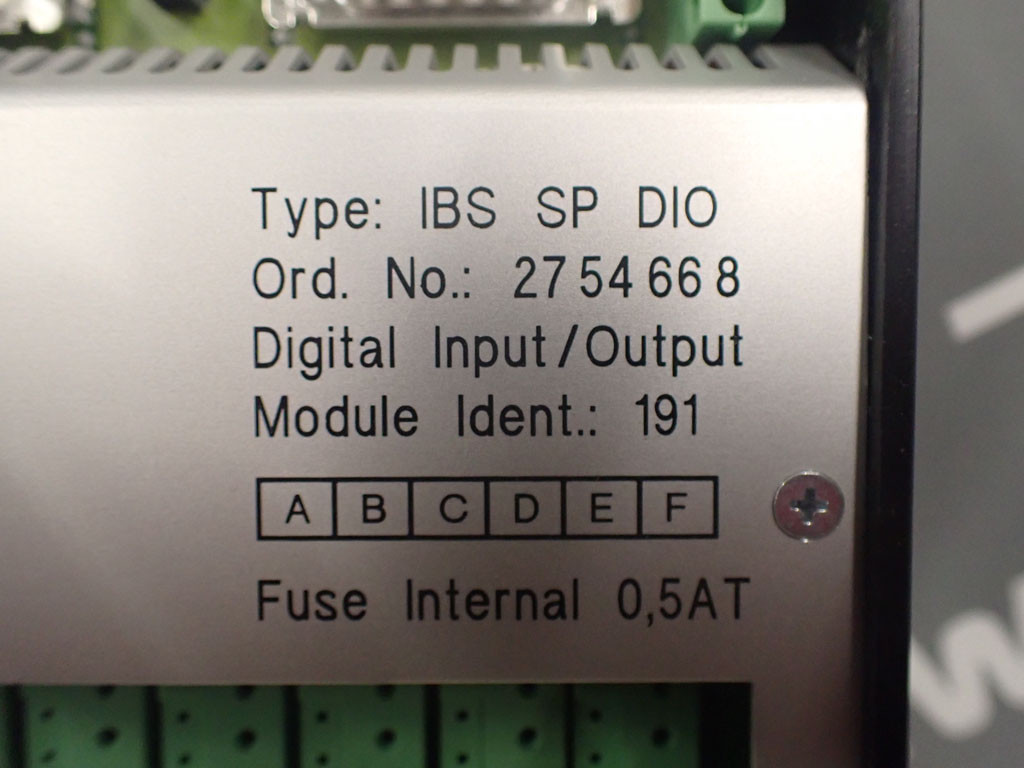 Type: IBS SP DIO
Ord. No.: 27 54 66 8
Digital Input/Output
Module Ident.: 191
A B C D E F
Fuse Internal 0,5AT
w